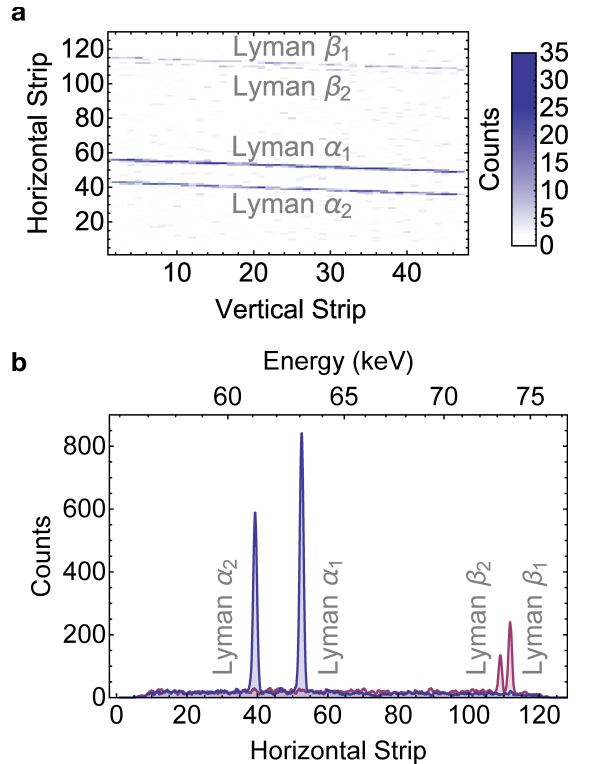 a
Horizontal Strip
120
100
80
60
40
20
Lyman β₁
Lyman β₂
Lyman α₁
Lyman α₂
10 20 30 40
Vertical Strip
Counts
35
30
25
20
15
10
5
0
b
Energy (keV)
60 65 70 75
Counts
800
600
400
200
0
Lyman α₂
Lyman α₁
Lyman β₂
Lyman β₁
0 20 40 60 80 100 120
Horizontal Strip